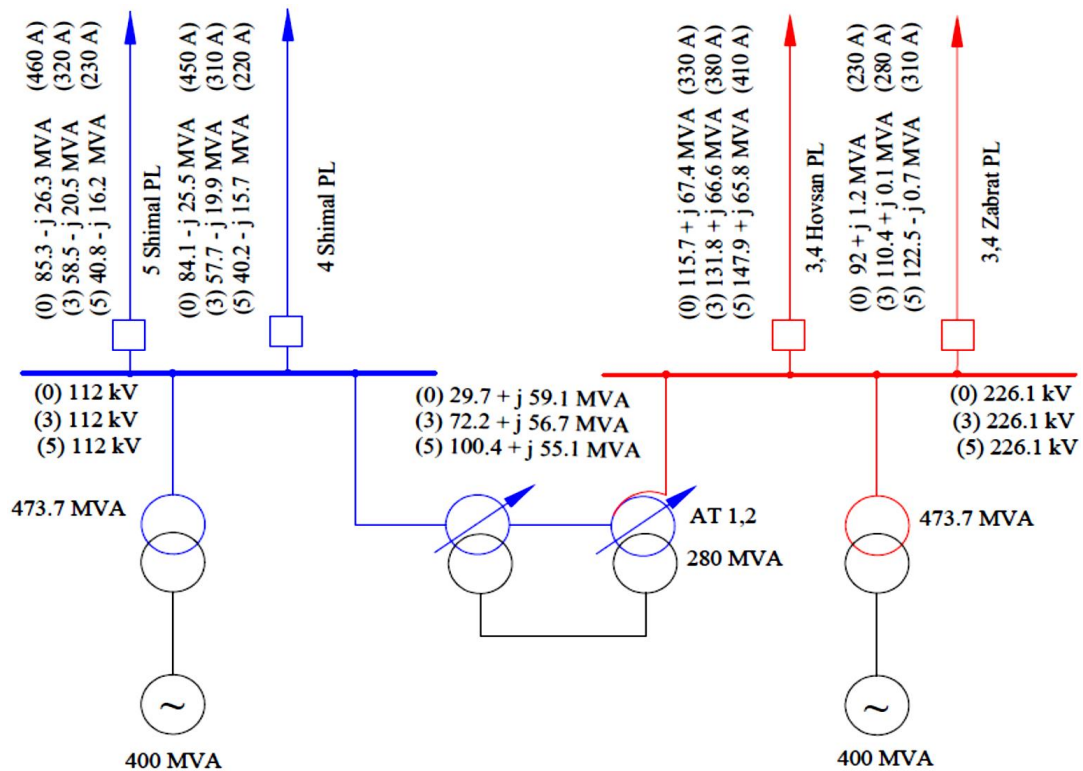 (0) 85.3 - j 26.3 MVA (460 A)
(3) 58.5 - j 20.5 MVA (320 A)
(5) 40.8 - j 16.2 MVA (230 A)
5 Shimal PL
(0) 84.1 - j 25.5 MVA (450 A)
(3) 57.7 - j 19.9 MVA (310 A)
(5) 40.2 - j 15.7 MVA (220 A)
4 Shimal PL
(0) 115.7 + j 67.4 MVA (330 A)
(3) 131.8 + j 66.6 MVA (380 A)
(5) 147.9 + j 65.8 MVA (410 A)
3,4 Hovsan PL
(0) 92 + j 1.2 MVA (230 A)
(3) 110.4 + j 0.1 MVA (280 A)
(5) 122.5 - j 0.7 MVA (310 A)
3,4 Zabrat PL
(0) 112 kV
(3) 112 kV
(5) 112 kV
(0) 29.7 + j 59.1 MVA
(3) 72.2 + j 56.7 MVA
(5) 100.4 + j 55.1 MVA
(0) 226.1 kV
(3) 226.1 kV
(5) 226.1 kV
473.7 MVA
AT 1,2
280 MVA
473.7 MVA
~
400 MVA
~
400 MVA